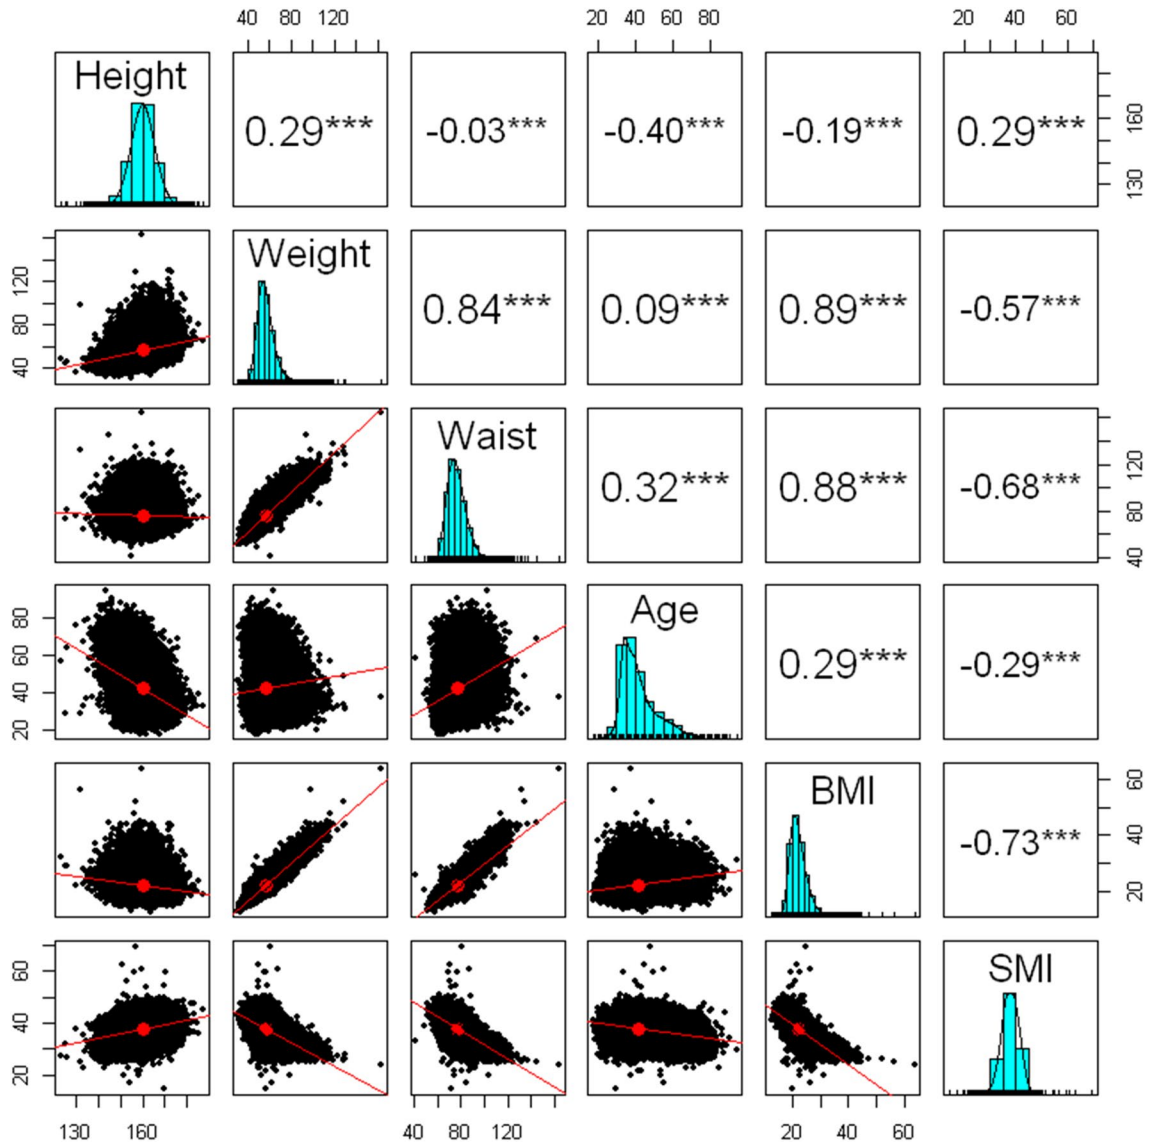 40 80 120 20 40 60 80 20 40 60
Height 0.29*** -0.03*** -0.40*** -0.19*** 0.29*** 130 160
40 80 120 Weight 0.84*** 0.09*** 0.89*** -0.57***
Waist 0.32*** 0.88*** -0.68*** 40 80 120
20 40 60 80 Age 0.29*** -0.29***
BMI -0.73*** 20 40 60
20 40 60 SMI
130 160 40 80 120 20 40 60